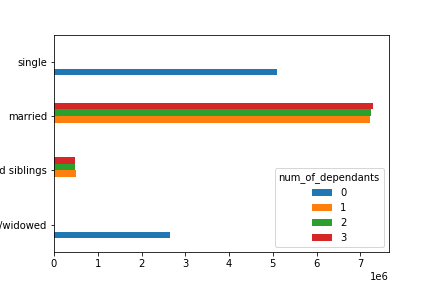 single
married
d siblings
/widowed
num_of_dependants
0
1
2
3
0 1 2 3 4 5 6 7
1e6